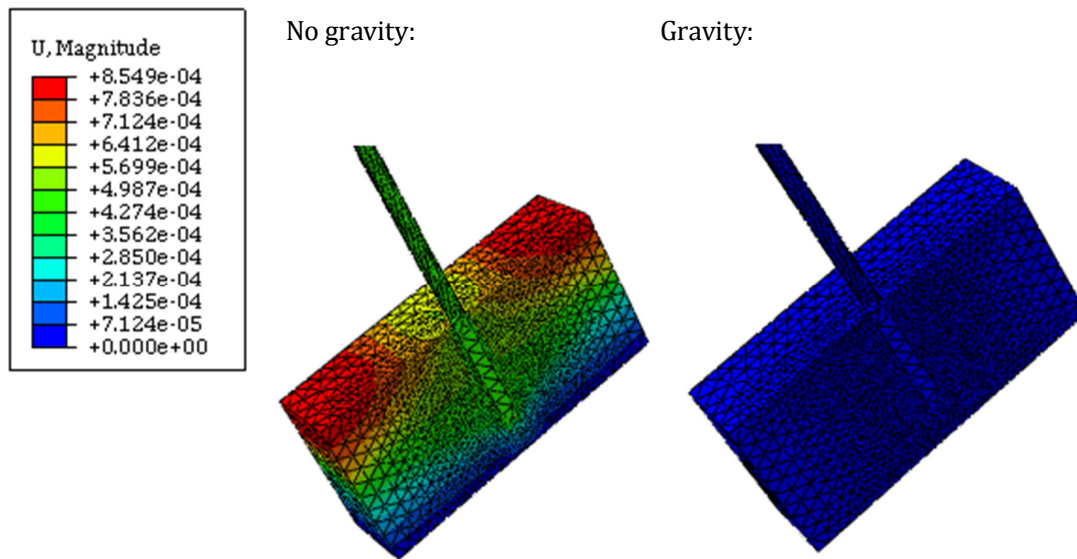 No gravity:
Gravity:
U, Magnitude
+8.549e-04
+7.836e-04
+7.124e-04
+6.412e-04
+5.699e-04
+4.987e-04
+4.274e-04
+3.562e-04
+2.850e-04
+2.137e-04
+1.425e-04
+7.124e-05
+0.000e+00